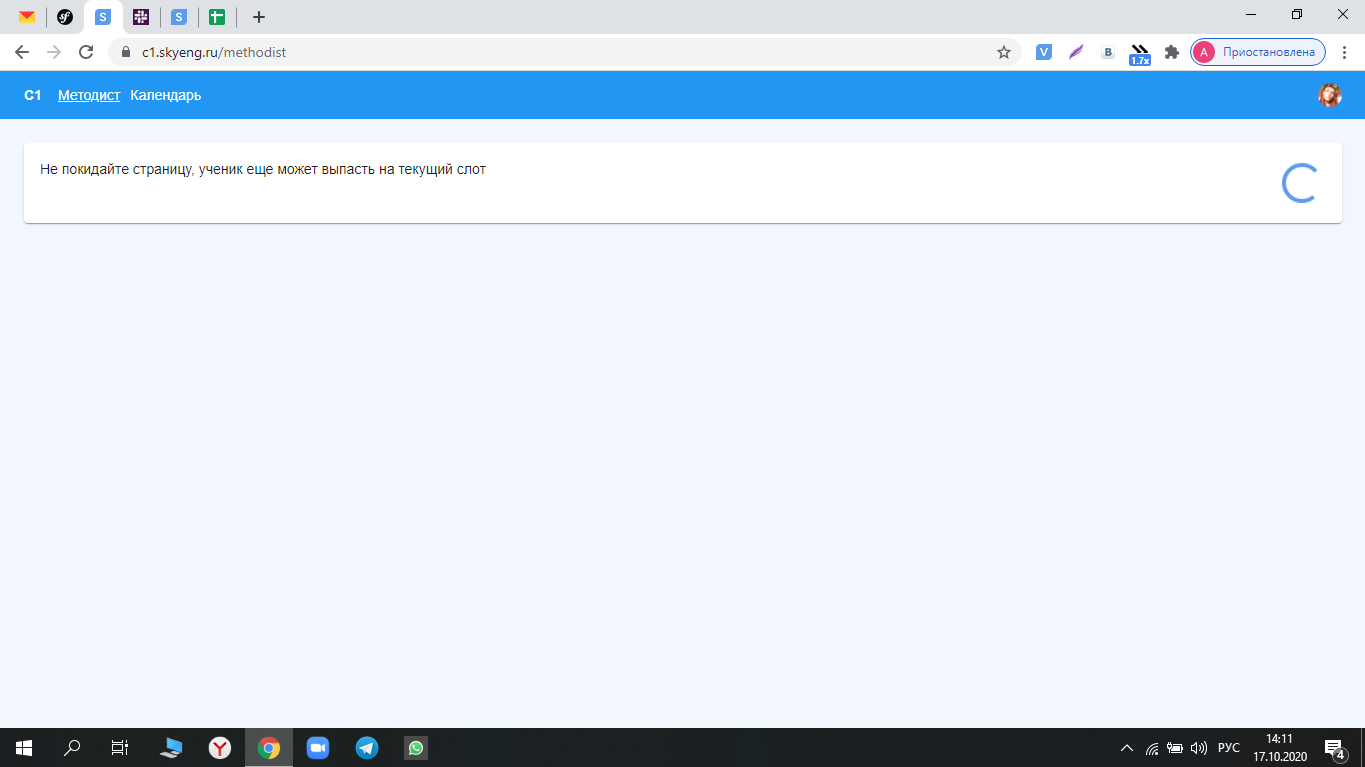 c1.skyeng.ru/methodist
V
B
1.7x
A
Приостановлена
C1 Методист Календарь
Не покидайте страницу, ученик еще может выпасть на текущий слот
РУС
14:11
17.10.2020
4